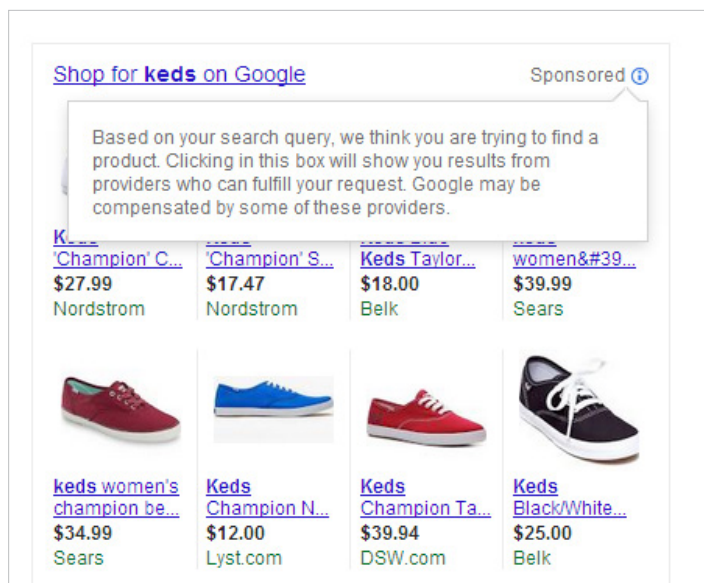 Shop for keds on Google
Sponsored
Based on your search query, we think you are trying to find a
product. Clicking in this box will show you results from
providers who can fulfill your request. Google may be
compensated by some of these providers.
'Champion' C...
$27.99
Nordstrom
'Champion' S...
$17.47
Nordstrom
Keds Taylor...
$18.00
Belk
women&#39...
$39.99
Sears
keds women's
champion be...
$34.99
Sears
Keds
Champion N...
$12.00
Lyst.com
Keds
Champion Ta...
$39.94
DSW.com
Keds
Black/White...
$25.00
Belk